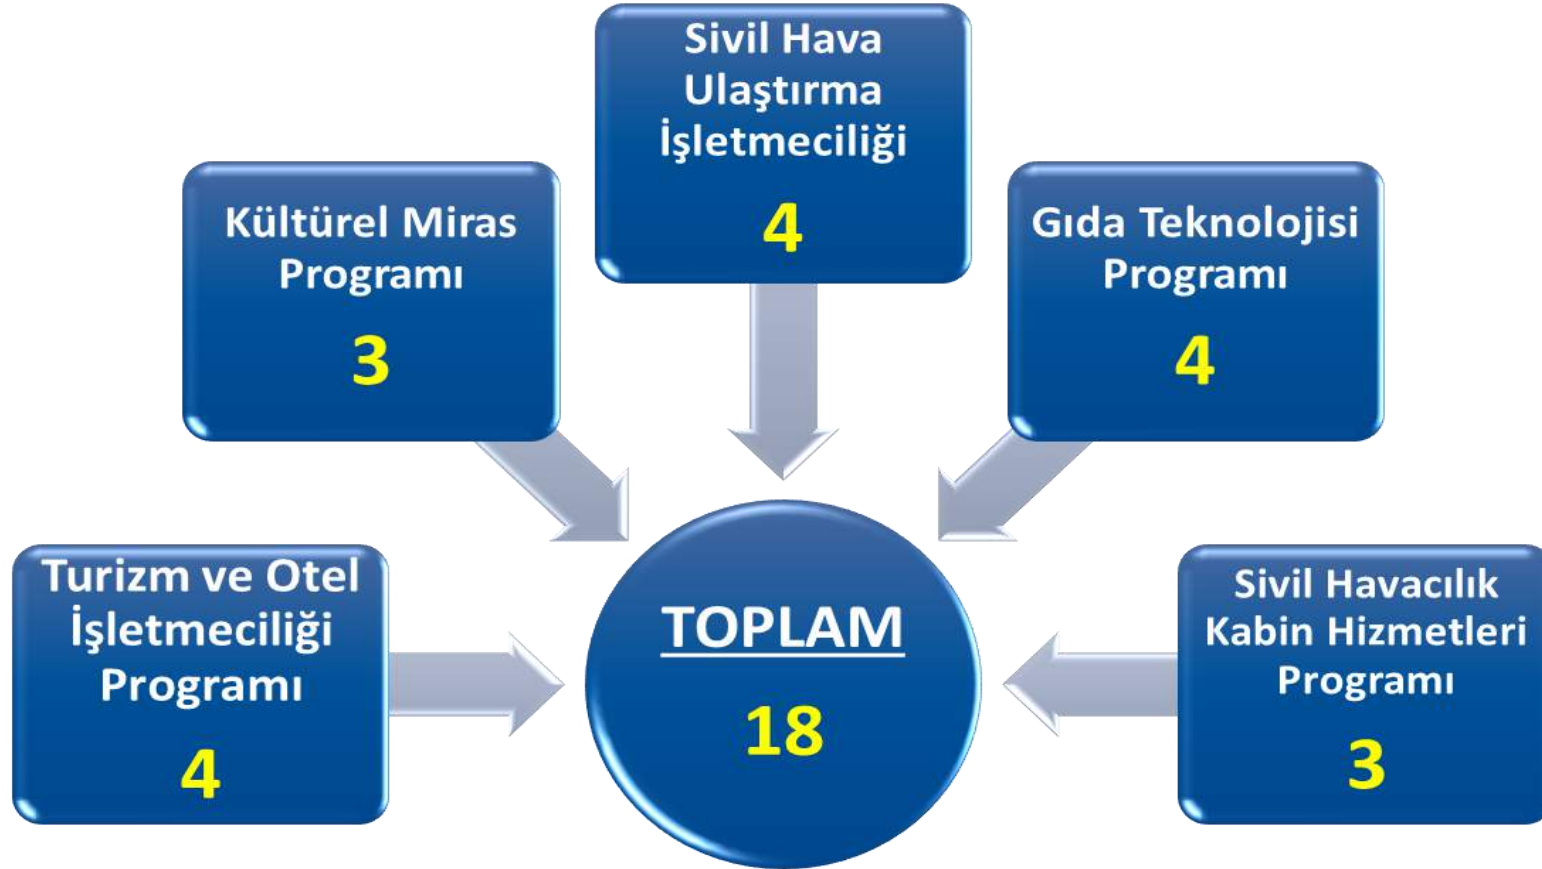 Sivil Hava
Ulaştırma
İşletmeciliği
4
Kültürel Miras
Programı
3
Gıda Teknolojisi
Programı
4
Turizm ve Otel
İşletmeciliği
Programı
4
TOPLAM
18
Sivil Havacılık
Kabin Hizmetleri
Programı
3